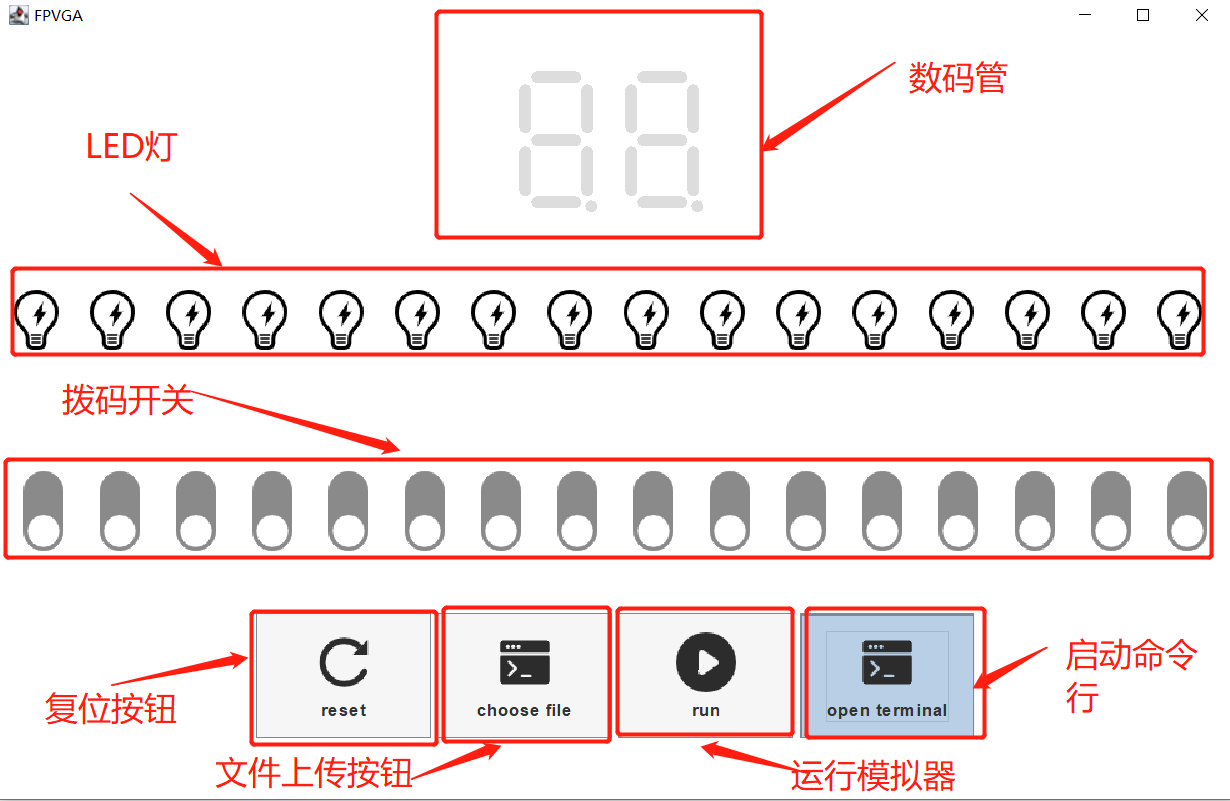 FPVGA
数码管
LED灯
拨码开关
reset
choose file
run
open terminal
启动命令
行
复位按钮
文件上传按钮
运行模拟器